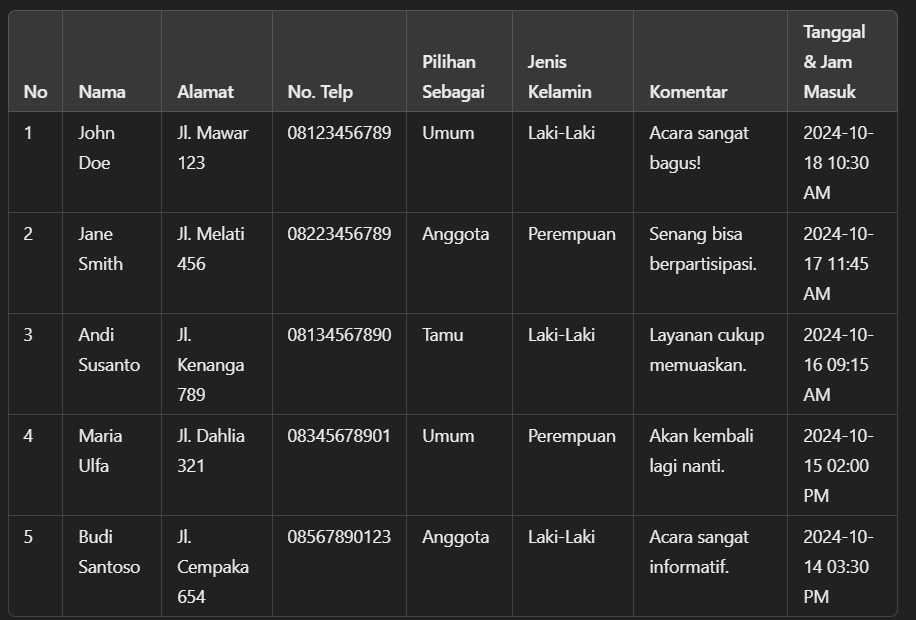 No Nama Alamat No. Telp Pilihan Sebagai Jenis Kelamin Komentar Tanggal & Jam Masuk
1 John Doe Jl. Mawar 123 08123456789 Umum Laki-Laki Acara sangat bagus! 2024-10-18 10:30 AM
2 Jane Smith Jl. Melati 456 08223456789 Anggota Perempuan Senang bisa berpartisipasi. 2024-10-17 11:45 AM
3 Andi Susanto Jl. Kenanga 789 08134567890 Tamu Laki-Laki Layanan cukup memuaskan. 2024-10-16 09:15 AM
4 Maria Ulfa Jl. Dahlia 321 08345678901 Umum Perempuan Akan kembali lagi nanti. 2024-10-15 02:00 PM
5 Budi Santoso Jl. Cempaka 654 08567890123 Anggota Laki-Laki Acara sangat informatif. 2024-10-14 03:30 PM